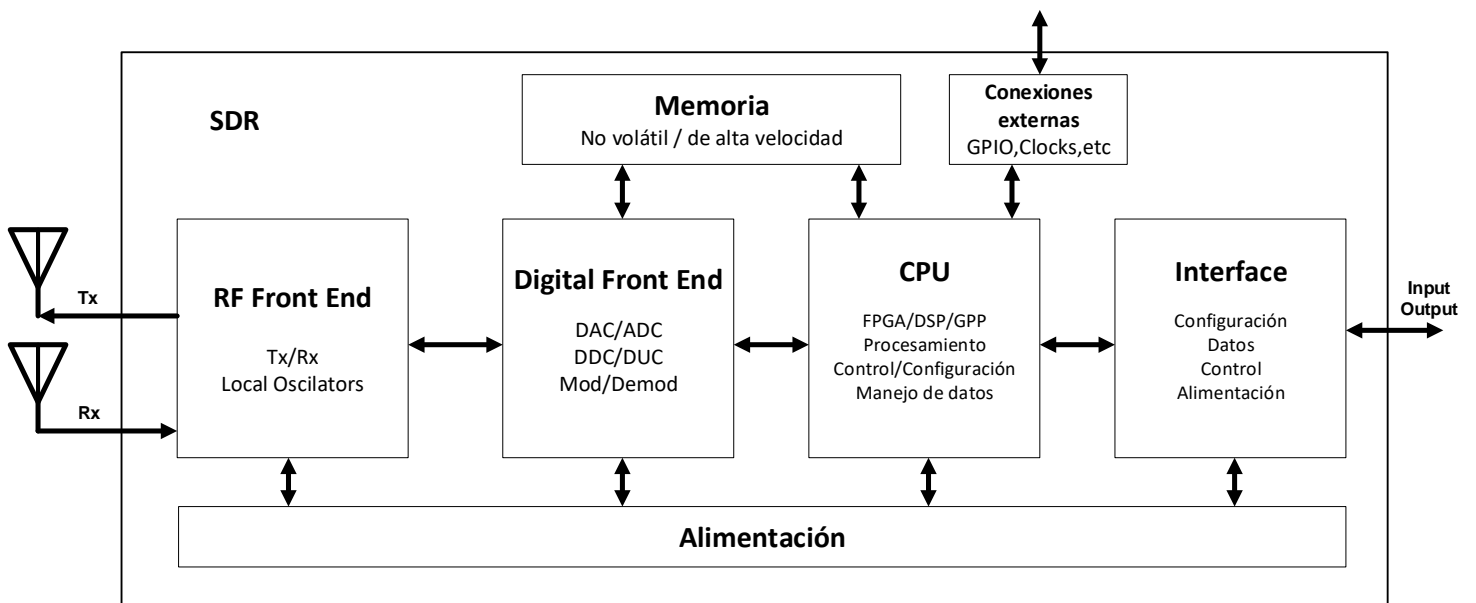 SDR
Memoria
No volátil / de alta velocidad
Conexiones
externas
GPIO,Clocks,etc
Tx
Rx
RF Front End
Tx/Rx
Local Oscilators
Digital Front End
DAC/ADC
DDC/DUC
Mod/Demod
CPU
FPGA/DSP/GPP
Procesamiento
Control/Configuración
Manejo de datos
Interface
Configuración
Datos
Control
Alimentación
Input
Output
Alimentación